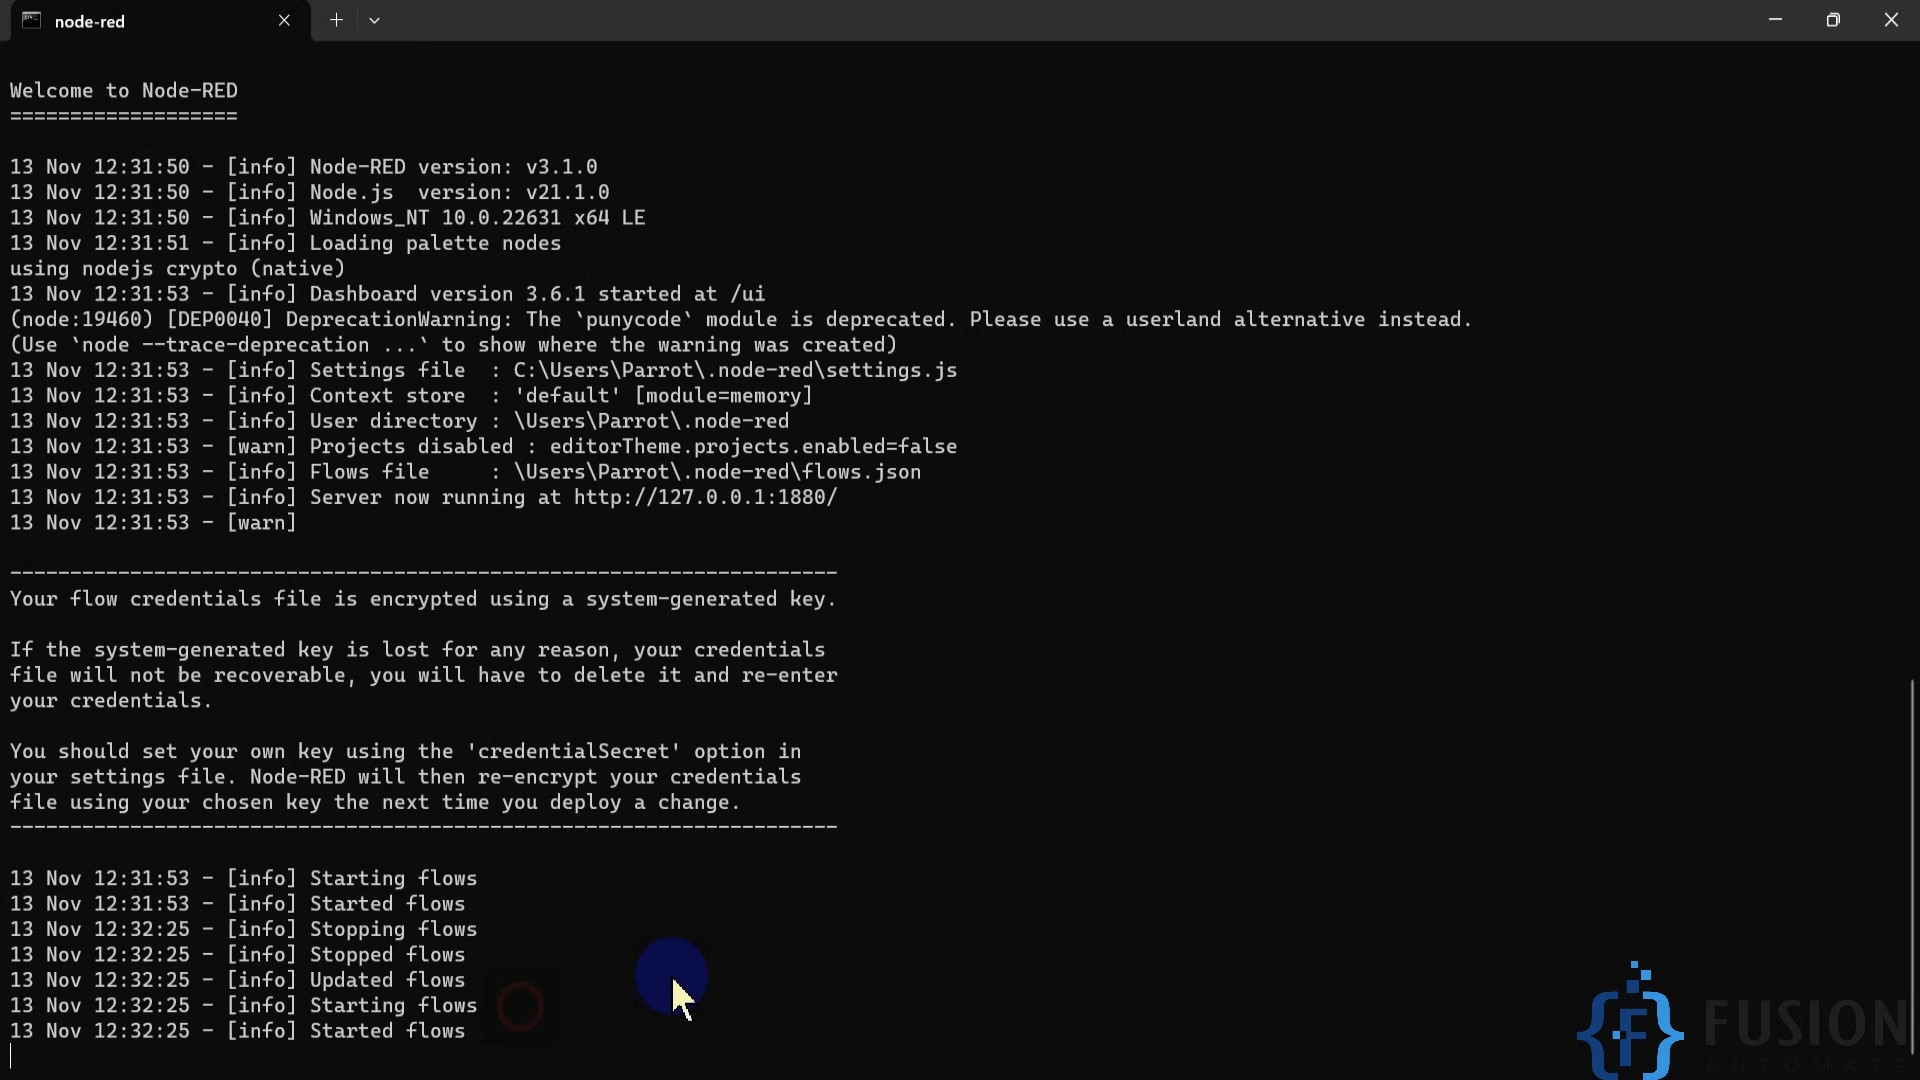 node-red
Welcome to Node-RED
===================
13 Nov 12:31:50 - [info] Node-RED version: v3.1.0
13 Nov 12:31:50 - [info] Node.js  version: v21.1.0
13 Nov 12:31:50 - [info] Windows_NT 10.0.22631 x64 LE
13 Nov 12:31:51 - [info] Loading palette nodes
using nodejs crypto (native)
13 Nov 12:31:53 - [info] Dashboard version 3.6.1 started at /ui
(node:19460) [DEP0040] DeprecationWarning: The `punycode` module is deprecated. Please use a userland alternative instead.
(Use `node --trace-deprecation ...` to show where the warning was created)
13 Nov 12:31:53 - [info] Settings file  : C:\Users\Parrot\.node-red\settings.js
13 Nov 12:31:53 - [info] Context store  : 'default' [module=memory]
13 Nov 12:31:53 - [info] User directory : \Users\Parrot\.node-red
13 Nov 12:31:53 - [warn] Projects disabled : editorTheme.projects.enabled=false
13 Nov 12:31:53 - [info] Flows file     : \Users\Parrot\.node-red\flows.json
13 Nov 12:31:53 - [info] Server now running at http://127.0.0.1:1880/
13 Nov 12:31:53 - [warn]
---------------------------------------------------------------------
Your flow credentials file is encrypted using a system-generated key.
If the system-generated key is lost for any reason, your credentials
file will not be recoverable, you will have to delete it and re-enter
your credentials.
You should set your own key using the 'credentialSecret' option in
your settings file. Node-RED will then re-encrypt your credentials
file using your chosen key the next time you deploy a change.
---------------------------------------------------------------------
13 Nov 12:31:53 - [info] Starting flows
13 Nov 12:31:53 - [info] Started flows
13 Nov 12:32:25 - [info] Stopping flows
13 Nov 12:32:25 - [info] Stopped flows
13 Nov 12:32:25 - [info] Updated flows
13 Nov 12:32:25 - [info] Starting flows
13 Nov 12:32:25 - [info] Started flows
FUSION
AUTOMATE